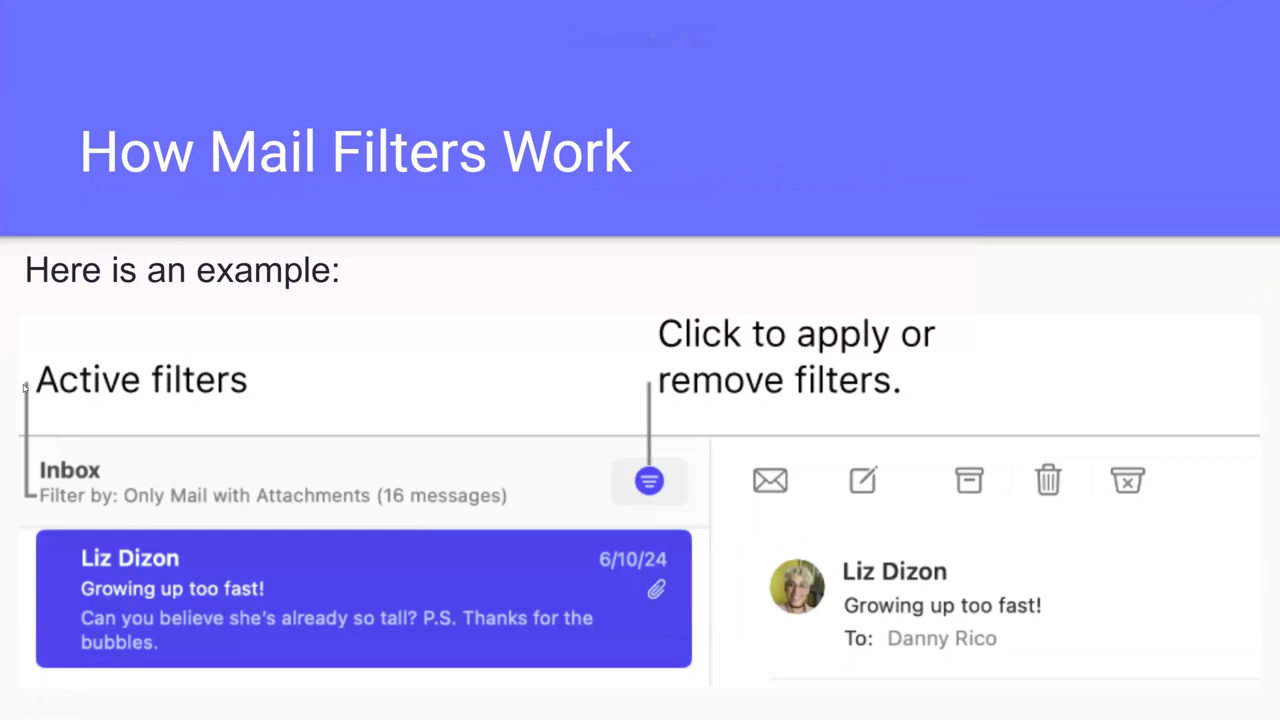 How Mail Filters Work
Here is an example:
Click to apply or
remove filters.
Active filters
Inbox
Filter by: Only Mail with Attachments (16 messages)
Liz Dizon
6/10/24
Growing up too fast!
Can you believe she's already so tall? P.S. Thanks for the
bubbles.
Liz Dizon
Growing up too fast!
To: Danny Rico